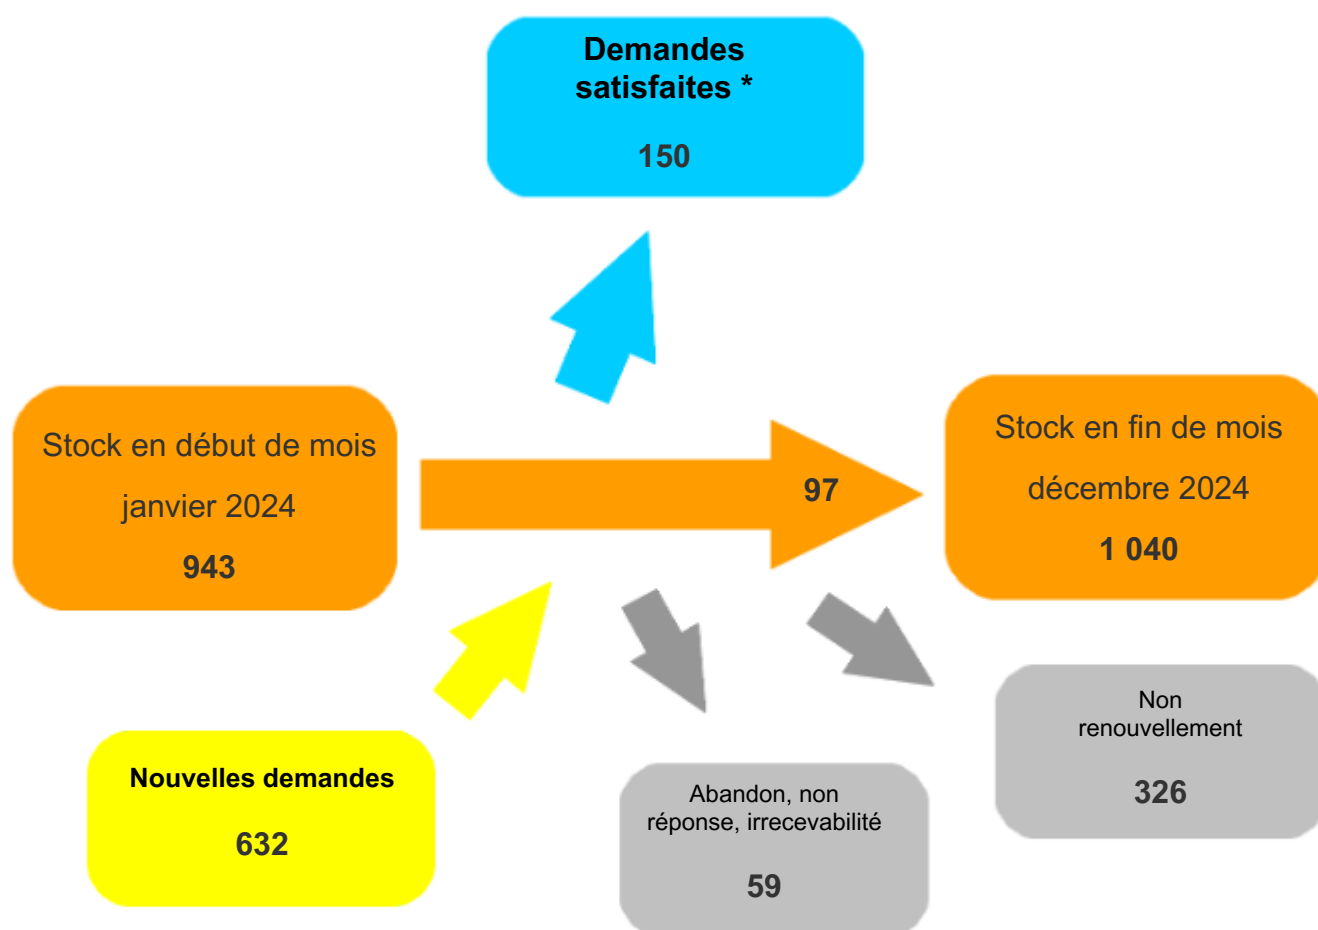 Demandes
satisfaites *
150
Stock en début de mois
janvier 2024
943
97
Stock en fin de mois
décembre 2024
1 040
Nouvelles demandes
632
Abandon, non
réponse, irrecevabilité
59
Non
renouvellement
326